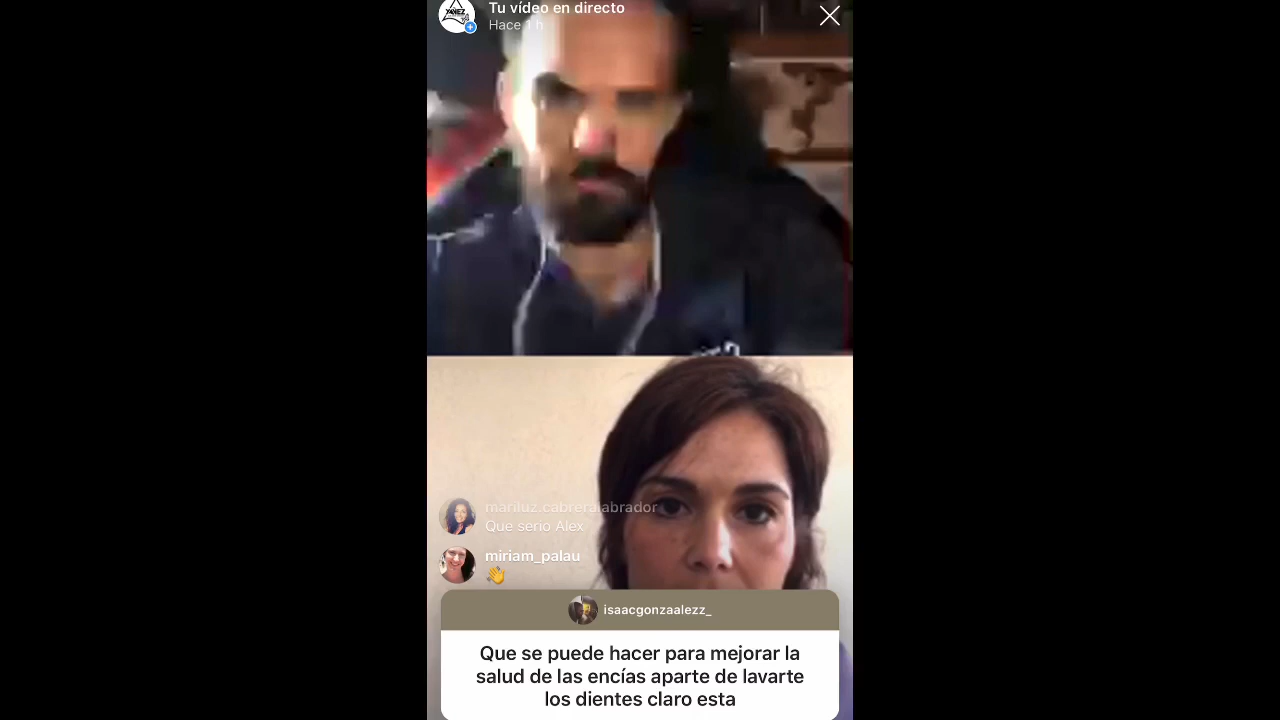 YAÑEZ
Tu vídeo en directo
Hace 1 h
mariluz.cabreralabrador
Que serio Alex
miriam_palau
👋
isaacgonzaalezz_
Que se puede hacer para mejorar la
salud de las encías aparte de lavarte
los dientes claro esta